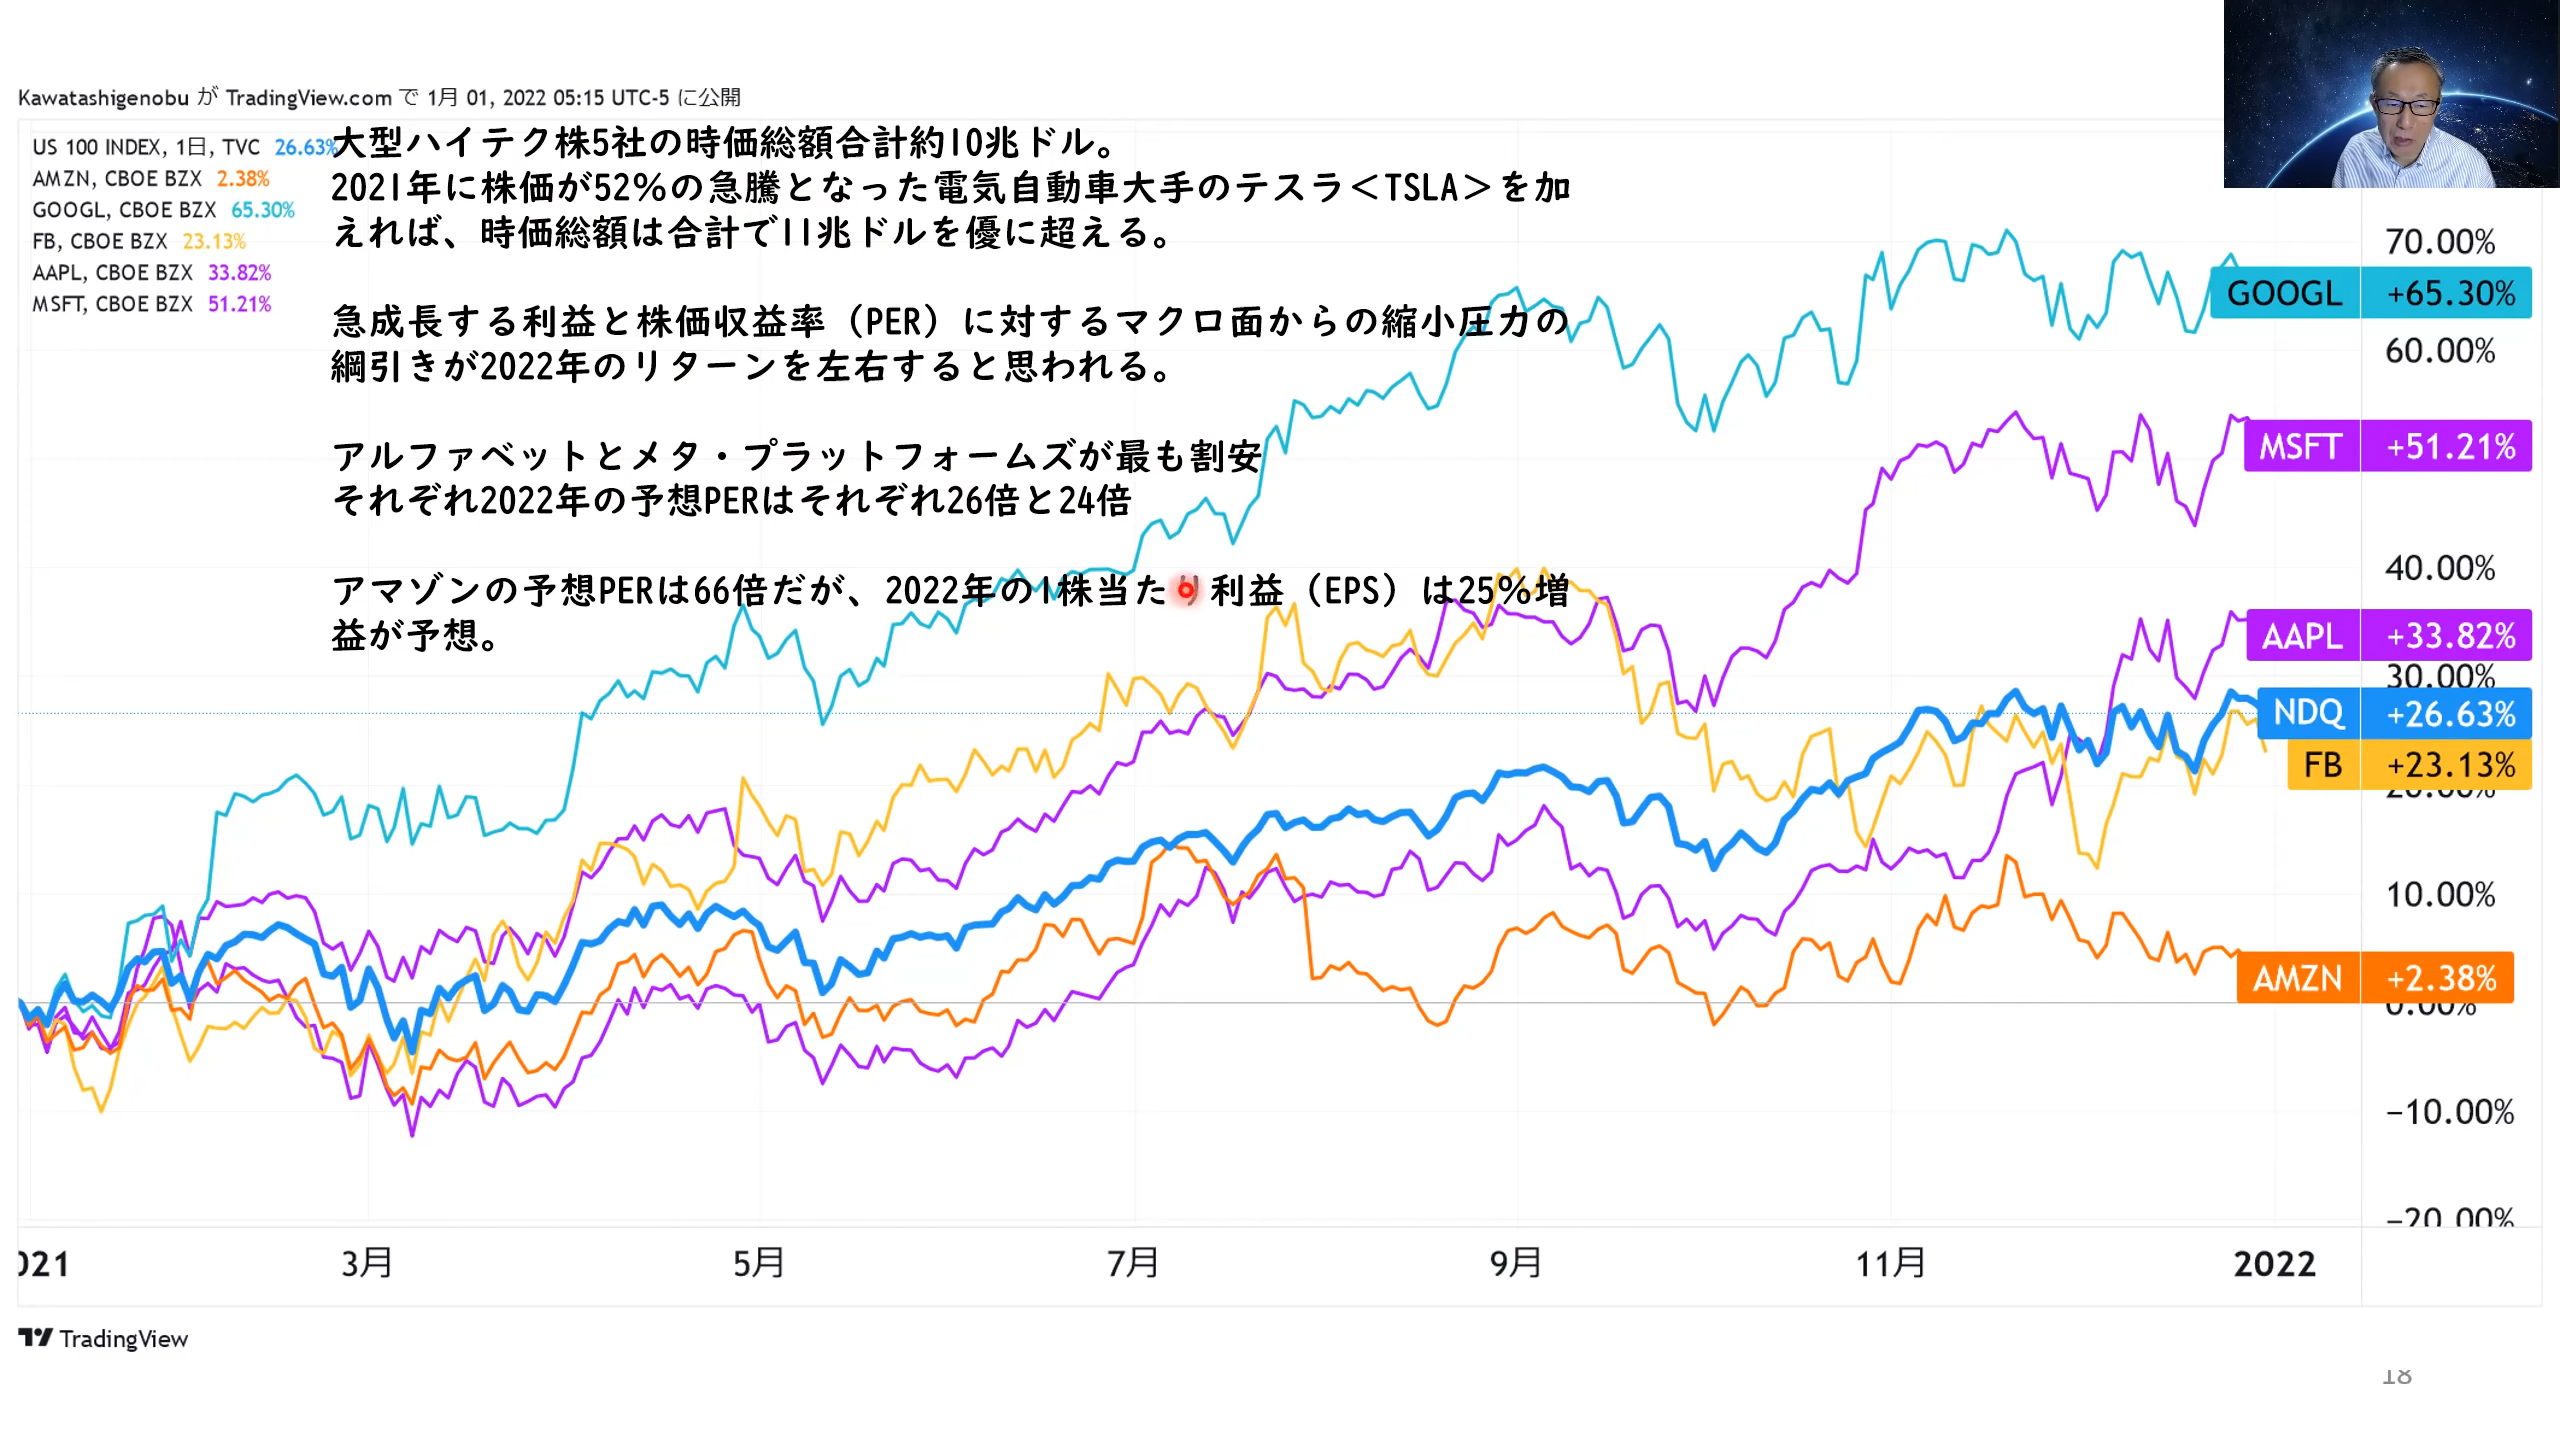 Kawatashigenobu が TradingView.com で 1月 01, 2022 05:15 UTC-5 に公開
US 100 INDEX, 1日, TVC 26.63%
AMZN, CBOE BZX 2.38%
GOOGL, CBOE BZX 65.30%
FB, CBOE BZX 23.13%
AAPL, CBOE BZX 33.82%
MSFT, CBOE BZX 51.21%
大型ハイテク株5社の時価総額合計約10兆ドル。
2021年に株価が52%の急騰となった電気自動車大手のテスラ＜TSLA＞を加
えれば、時価総額は合計で11兆ドルを優に超える。
急成長する利益と株価収益率（PER）に対するマクロ面からの縮小圧力の
綱引きが2022年のリターンを左右すると思われる。
アルファベットとメタ・プラットフォームズが最も割安
それぞれ2022年の予想PERはそれぞれ26倍と24倍
アマゾンの予想PERは66倍だが、2022年の1株当たり利益（EPS）は25%増
益が予想。
70.00%
GOOGL +65.30%
60.00%
MSFT +51.21%
40.00%
AAPL +33.82%
30.00%
NDQ +26.63%
FB +23.13%
20.00%
10.00%
AMZN +2.38%
0.00%
−10.00%
−20.00%
021
3月
5月
7月
9月
11月
2022
TradingView
18